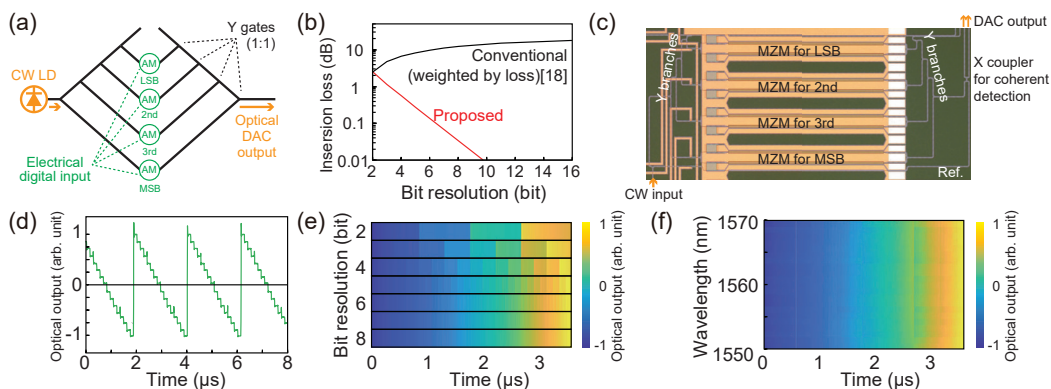 (a)
Y gates
(1:1)
CW LD
AM
LSB
AM
2nd
AM
3rd
AM
MSB
Electrical
digital input
Optical
DAC
output
(b)
Insersion loss (dB)
10
1
0.1
0.01
Conventional
(weighted by loss)[18]
Proposed
2 4 6 8 10 12 14 16
Bit resolution (bit)
(c)
DAC output
Y branches
MZM for LSB
MZM for 2nd
MZM for 3rd
MZM for MSB
Y branches
X coupler
for coherent
detection
Ref.
CW input
(d)
Optical output (arb. unit)
1
0
-1
0 2 4 6 8
Time (μs)
(e)
Bit resolution (bit)
2
4
6
8
0 1 2 3
Time (μs)
1
0
-1
Optical output (arb. unit)
(f)
Wavelength (nm)
1570
1560
1550
0 1 2 3
Time (μs)
1
0
-1
Optical output (arb. unit)